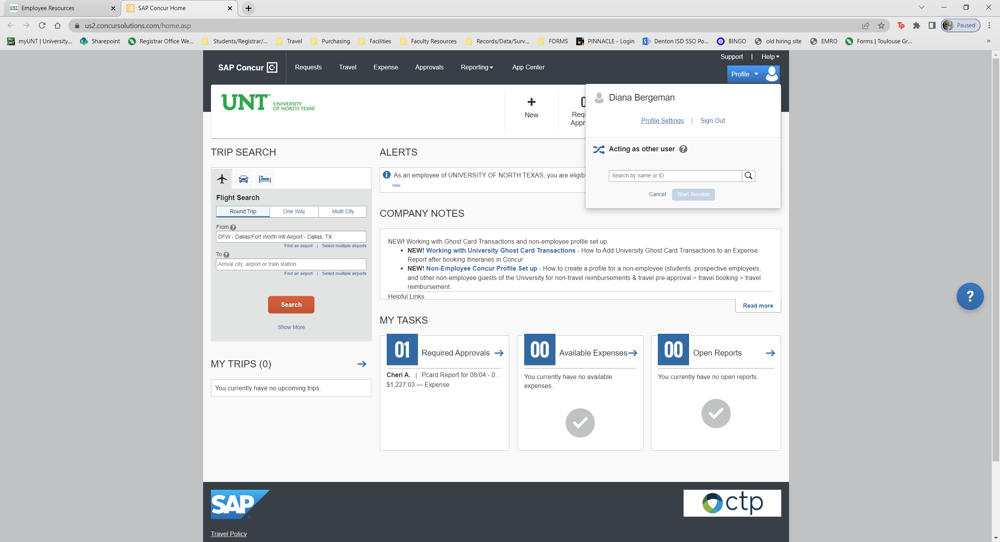 Employee Resources
SAP Concur Home
us2.concursolutions.com/home.asp
Paused
myUNT | University...
Sharepoint
Registrar Office We...
Students/Registrar/...
Travel
Purchasing
Facilities
Faculty Resources
Records/Data/Surv...
FORMS
PINNACLE - Login
Denton ISD SSO Po...
BINGO
old hiring site
EMRO
Forms | Toulouse Gr...
Support | Help
SAP Concur
Requests
Travel
Expense
Approvals
Reporting
App Center
Profile
UNT UNIVERSITY
OF NORTH TEXAS
New
Requ
Appr
Diana Bergeman
Profile Settings | Sign Out
Acting as other user
Search by name or ID
Cancel
Start Session
TRIP SEARCH
Flight Search
Round Trip
One Way
Multi City
From
DFW - Dallas/Fort Worth Intl Airport - Dallas, TX
Find an airport | Select multiple airports
To
Arrival city, airport or train station
Find an airport | Select multiple airports
Search
Show More
MY TRIPS (0)
You currently have no upcoming trips.
ALERTS
As an employee of UNIVERSITY OF NORTH TEXAS, you are eligib
now
COMPANY NOTES
NEW! Working with Ghost Card Transactions and non-employee profile set up.
• NEW! Working with University Ghost Card Transactions - How to Add University Ghost Card Transactions to an Expense
Report after booking itineraries in Concur
• NEW! Non-Employee Concur Profile Set up - How to create a profile for a non-employee (students, prospective employees,
and other non-employee guests of the University for non-travel reimbursements & travel pre-approval > travel booking > travel
reimbursement.
Helpful Links
Read more
MY TASKS
01 Required Approvals
Cheri A. | Pcard Report for 08/04 - 0...
$1,227.03 — Expense
00 Available Expenses
You currently have no available
expenses.
00 Open Reports
You currently have no open reports.
SAP
ctp
Travel Policy